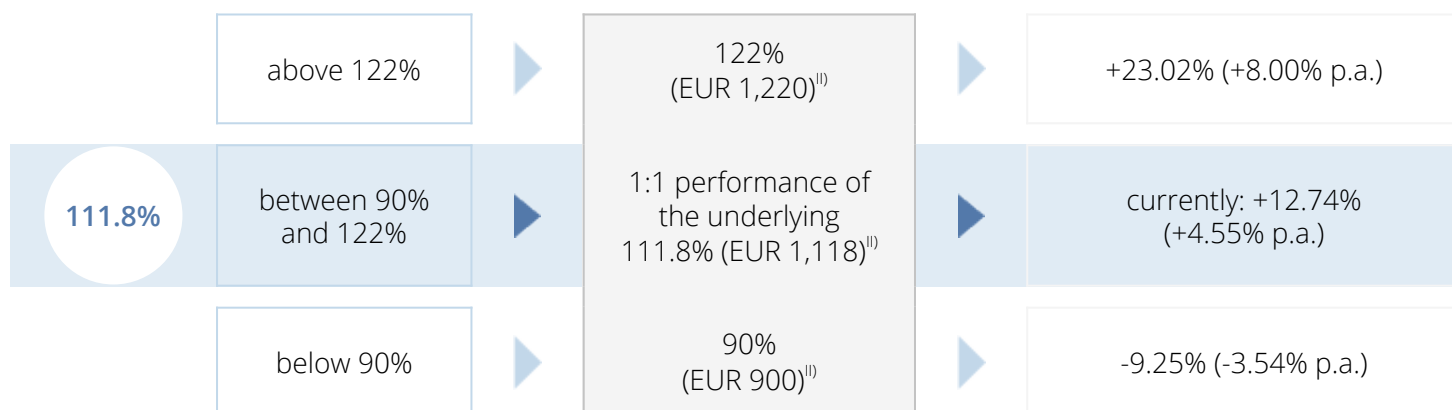 above 122%
122%
(EUR 1,220)II)
+23.02% (+8.00% p.a.)
111.8%
between 90%
and 122%
1:1 performance of
the underlying
111.8% (EUR 1,118)II)
currently: +12.74%
(+4.55% p.a.)
below 90%
90%
(EUR 900)II)
-9.25% (-3.54% p.a.)